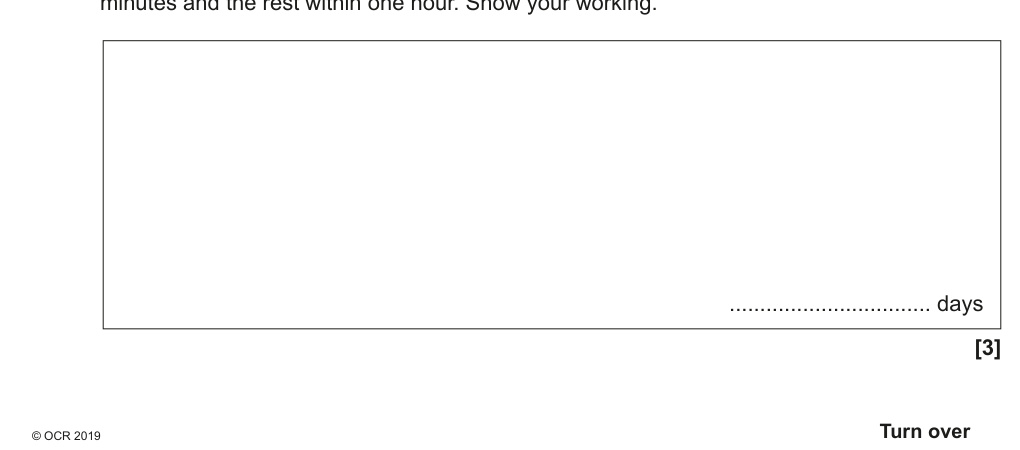 minutes and the rest within one hour. Show your working.
................................. days
[3]
© OCR 2019
Turn over